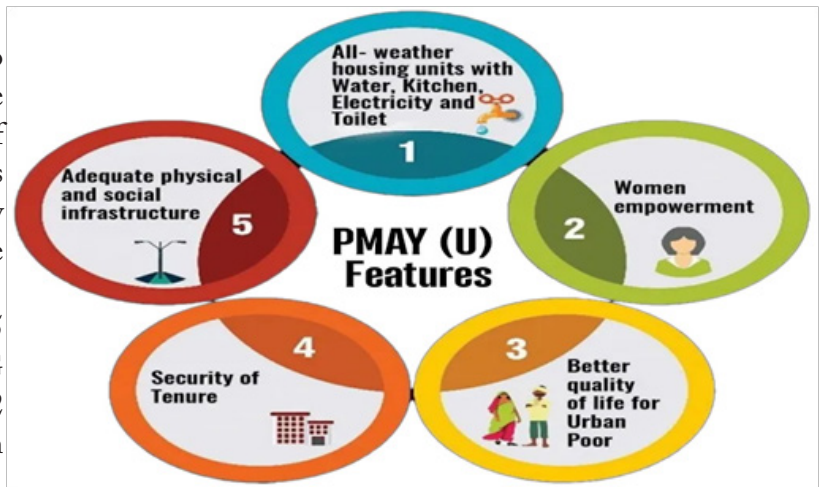 All- weather
housing units with
Water, Kitchen,
Electricity and
Toilet
1
Women
empowerment
2
Better
quality
of life for
Urban
Poor
3
Security of
Tenure
4
Adequate physical
and social
infrastructure
5
PMAY (U)
Features